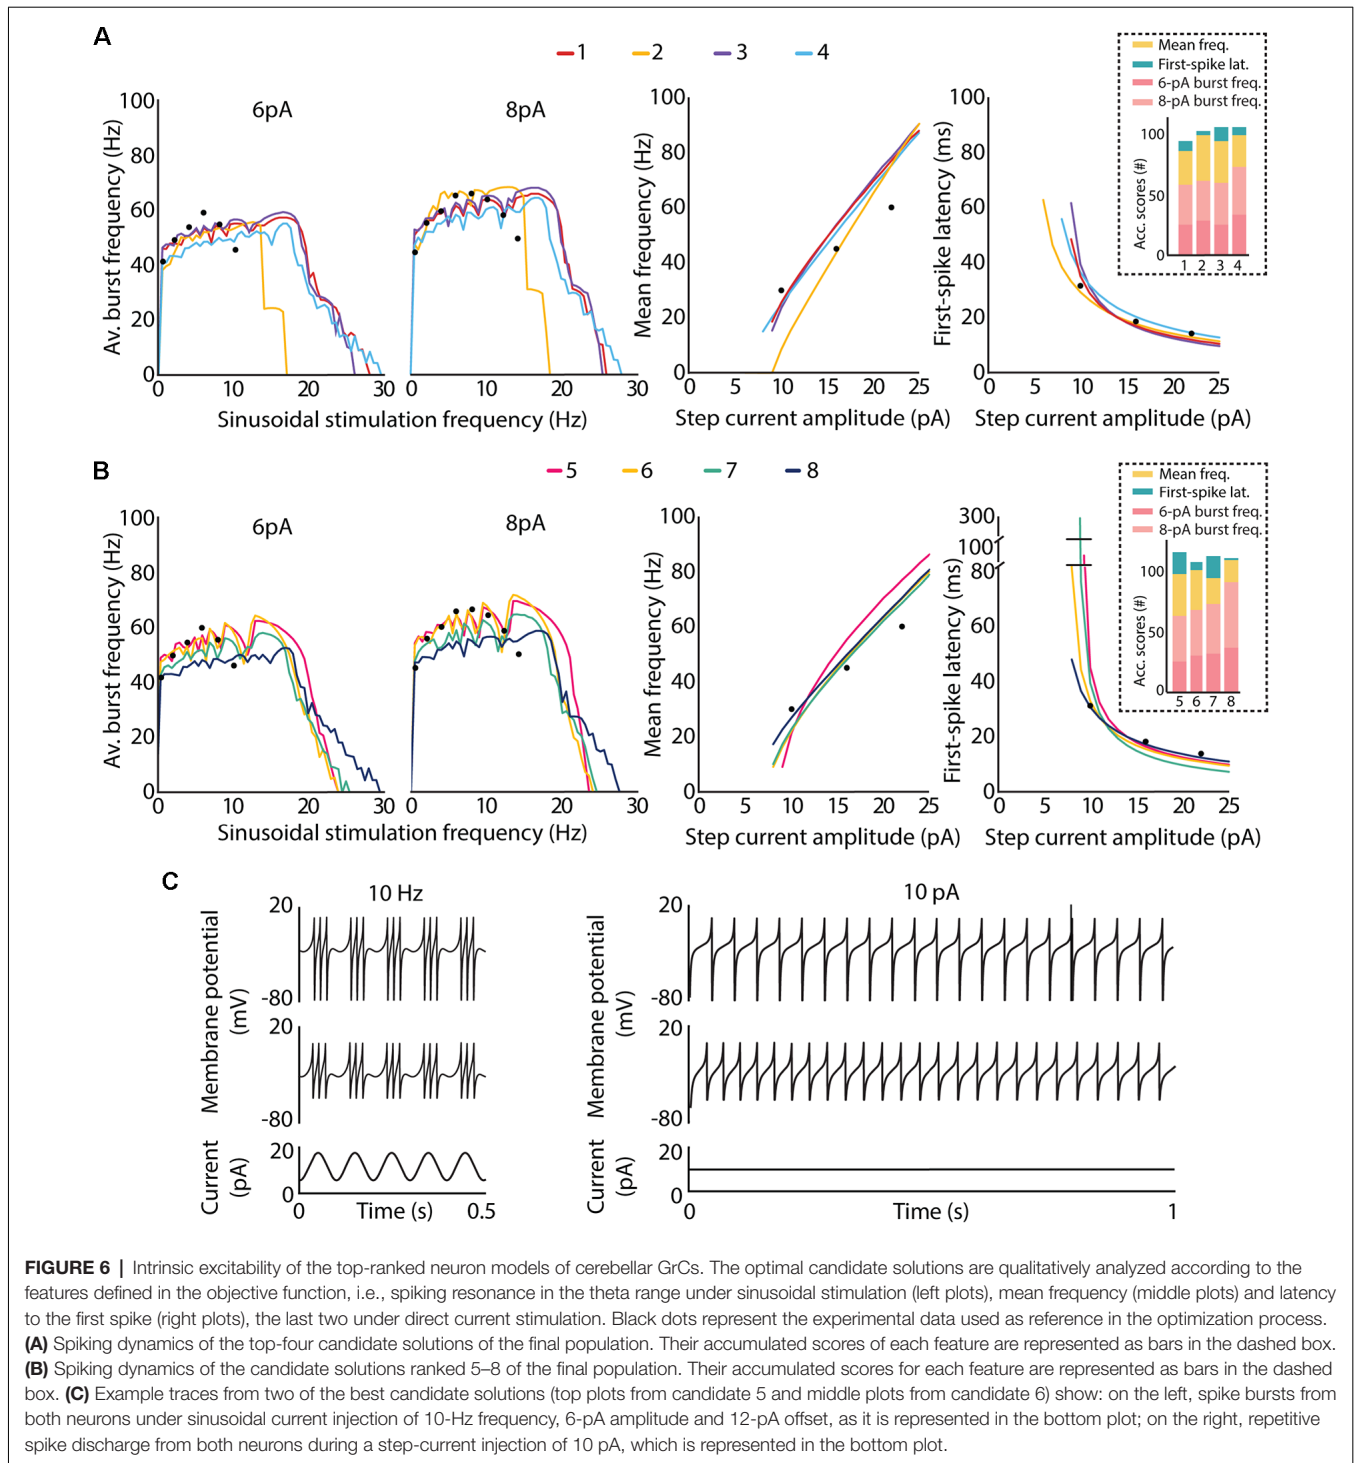 A
1 2 3 4
Mean freq.
First-spike lat.
6-pA burst freq.
8-pA burst freq.
Acc. scores (#)
100
50
0
1 2 3 4
6pA
8pA
Av. burst frequency (Hz)
100
80
60
40
20
0
0 10 20 30
0 10 20 30
Sinusoidal stimulation frequency (Hz)
Mean frequency (Hz)
100
80
60
40
20
0
0 5 10 15 20 25
Step current amplitude (pA)
First-spike latency (ms)
100
80
60
40
20
0
0 5 10 15 20 25
Step current amplitude (pA)
B
5 6 7 8
Mean freq.
First-spike lat.
6-pA burst freq.
8-pA burst freq.
Acc. scores (#)
100
50
0
5 6 7 8
6pA
8pA
Av. burst frequency (Hz)
100
80
60
40
20
0
0 10 20 30
0 10 20 30
Sinusoidal stimulation frequency (Hz)
Mean frequency (Hz)
100
80
60
40
20
0
0 5 10 15 20 25
Step current amplitude (pA)
First-spike latency (ms)
300
100
80
60
40
20
0
0 5 10 15 20 25
Step current amplitude (pA)
C
10 Hz
Membrane potential
(mV)
20
-80
20
-80
Current
(pA)
20
0
0 Time (s) 0.5
10 pA
Membrane potential
(mV)
20
-80
20
-80
Current
(pA)
20
0
0 Time (s) 1
FIGURE 6 | Intrinsic excitability of the top-ranked neuron models of cerebellar GrCs. The optimal candidate solutions are qualitatively analyzed according to the
features defined in the objective function, i.e., spiking resonance in the theta range under sinusoidal stimulation (left plots), mean frequency (middle plots) and latency
to the first spike (right plots), the last two under direct current stimulation. Black dots represent the experimental data used as reference in the optimization process.
(A) Spiking dynamics of the top-four candidate solutions of the final population. Their accumulated scores of each feature are represented as bars in the dashed box.
(B) Spiking dynamics of the candidate solutions ranked 5–8 of the final population. Their accumulated scores for each feature are represented as bars in the dashed
box. (C) Example traces from two of the best candidate solutions (top plots from candidate 5 and middle plots from candidate 6) show: on the left, spike bursts from
both neurons under sinusoidal current injection of 10-Hz frequency, 6-pA amplitude and 12-pA offset, as it is represented in the bottom plot; on the right, repetitive
spike discharge from both neurons during a step-current injection of 10 pA, which is represented in the bottom plot.